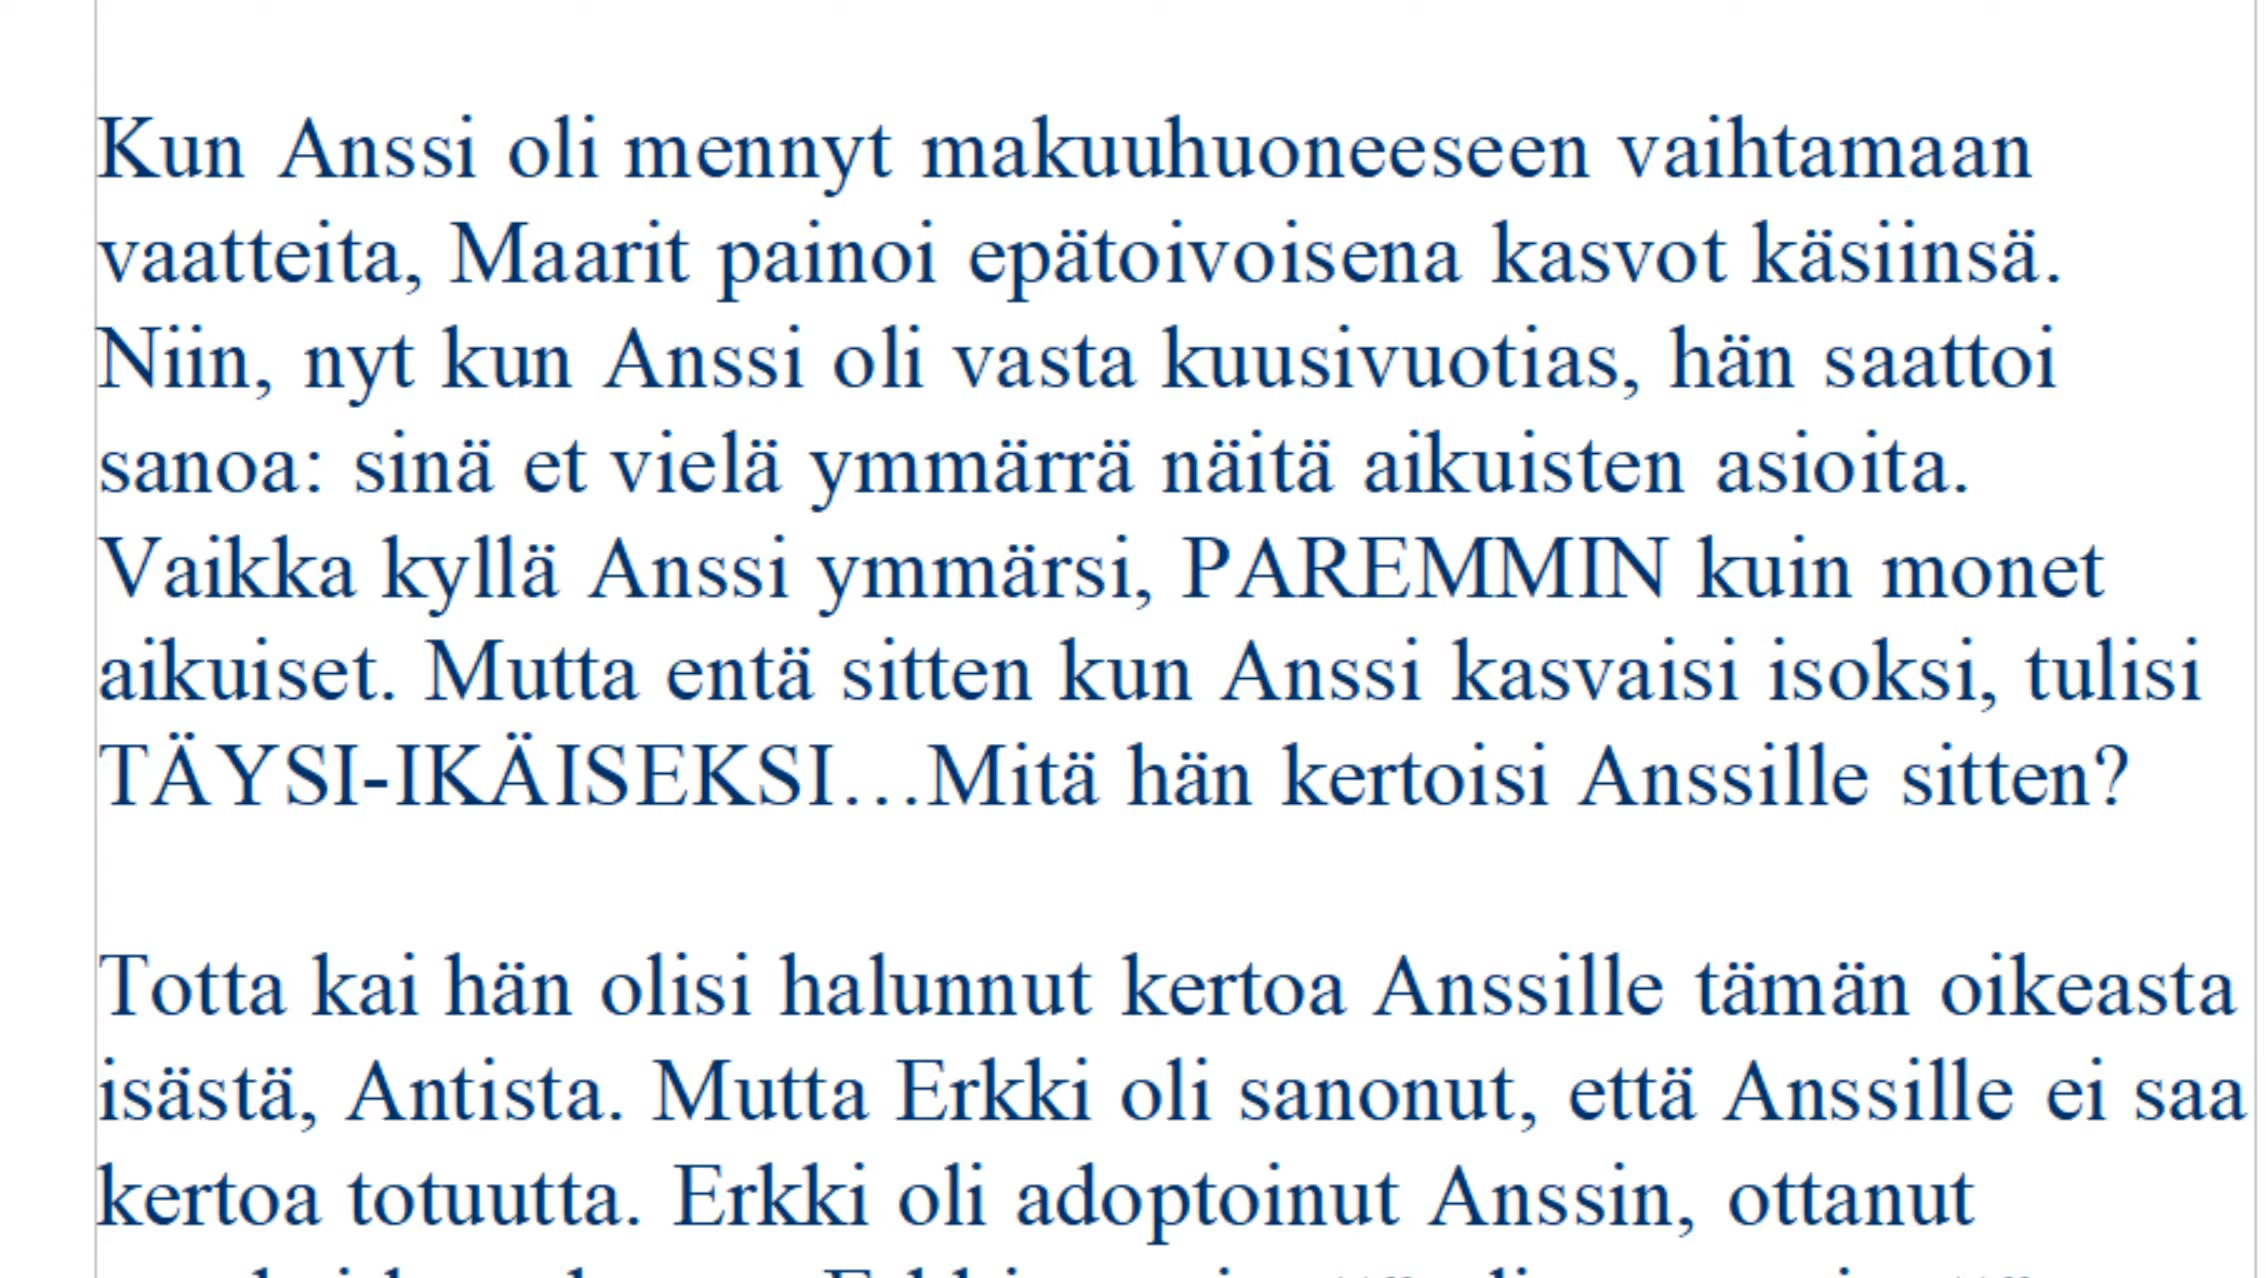 Kun Anssi oli mennyt makuuhuoneeseen vaihtamaan
vaatteita, Maarit painoi epätoivoisena kasvot käsiinsä.
Niin, nyt kun Anssi oli vasta kuusivuotias, hän saattoi
sanoa: sinä et vielä ymmärrä näitä aikuisten asioita.
Vaikka kyllä Anssi ymmärsi, PAREMMIN kuin monet
aikuiset. Mutta entä sitten kun Anssi kasvaisi isoksi, tulisi
TÄYSI-IKÄISEKSI…Mitä hän kertoisi Anssille sitten?
Totta kai hän olisi halunnut kertoa Anssille tämän oikeasta
isästä, Antista. Mutta Erkki oli sanonut, että Anssille ei saa
kertoa totuutta. Erkki oli adoptoinut Anssin, ottanut